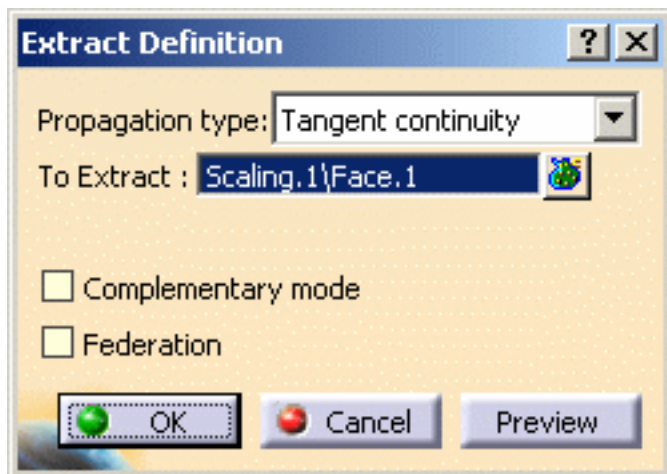 Extract Definition
Propagation type: Tangent continuity
To Extract : Scaling.1\Face.1
Complementary mode
Federation
OK Cancel Preview